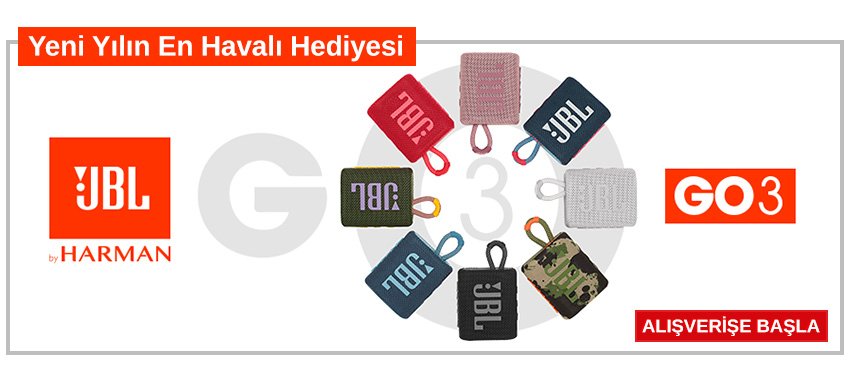 Yeni Yılın En Havalı Hediyesi
JBL
JBL
JBL
JBL
by HARMAN
JBL
JBL
GO 3
GO3
JBL
JBL
JBL
ALIŞVERİŞE BAŞLA